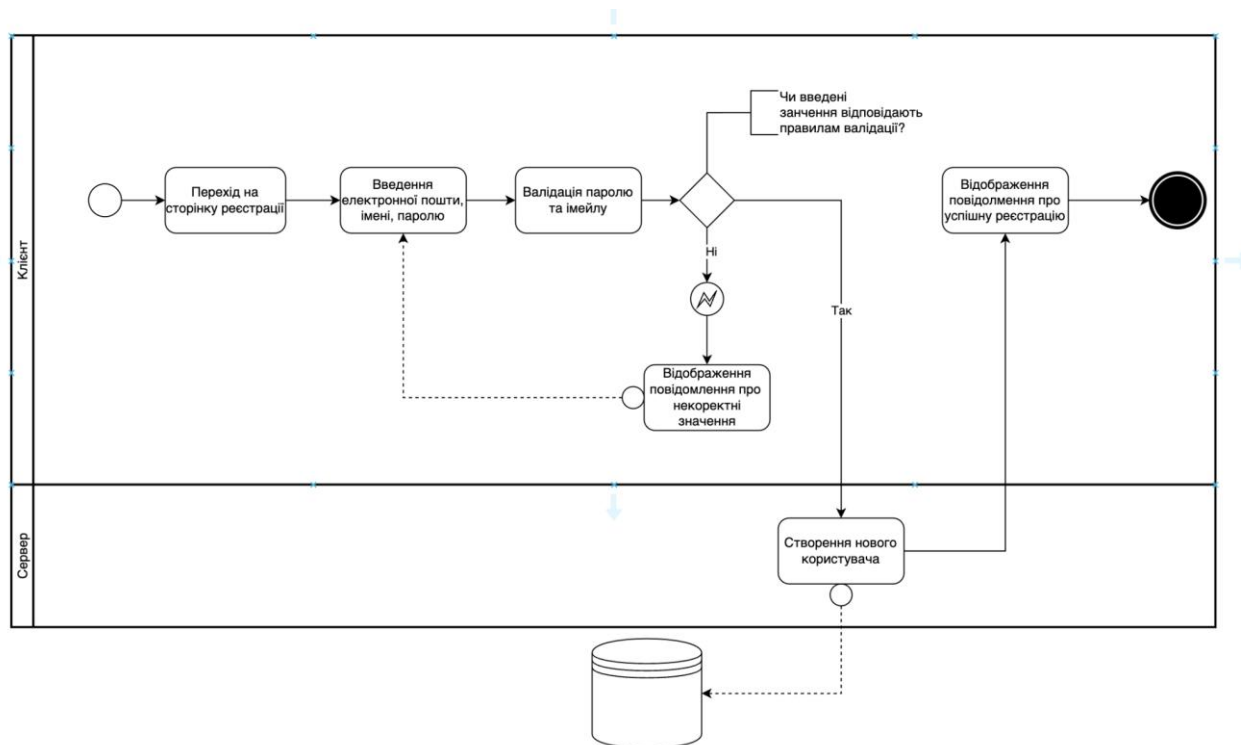 Чи введені
занчення відповідають
правилам валідації?
Перехід на
сторінку реєстрації
Введення
електронної пошти,
імені, паролю
Валідація паролю
та імейлу
Відображення
повідолмення про
успішну реєстрацію
Клієнт
Ні
Так
Відображення
повідомлення про
некоректні
значення
Сервер
Створення нового
користувача